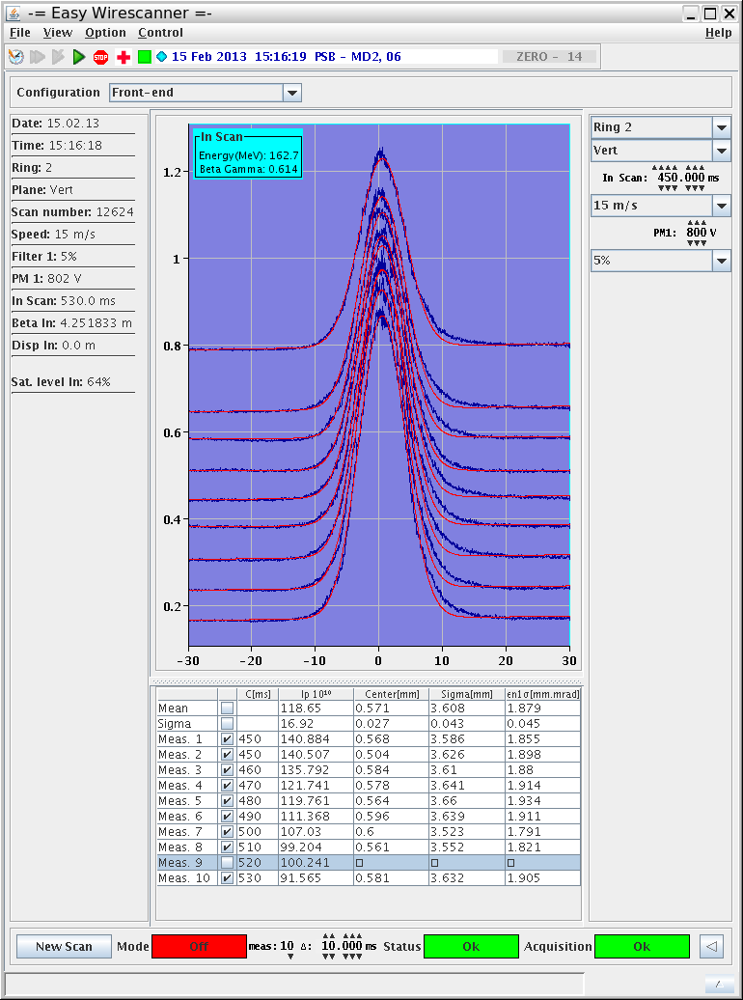 -= Easy Wirescanner =-
File View Option Control Help
STOP 15 Feb 2013 15:16:19 PSB - MD2, 06 ZERO - 14
Configuration Front-end
Date: 15.02.13
Time: 15:16:18
Ring: 2
Plane: Vert
Scan number: 12624
Speed: 15 m/s
Filter 1: 5%
PM 1: 802 V
In Scan: 530.0 ms
Beta In: 4.251833 m
Disp In: 0.0 m
Sat. level In: 64%
In Scan
Energy(MeV): 162.7
Beta Gamma: 0.614
1.2
1
0.8
0.6
0.4
0.2
-30 -20 -10 0 10 20 30
Ring 2
Vert
In Scan: 450.000 ms
15 m/s
PM1: 800 V
5%
C[ms] Ip 10¹⁰ Center[mm] Sigma[mm] εn1σ[mm.mrad]
Mean 118.65 0.571 3.608 1.879
Sigma 16.92 0.027 0.043 0.045
Meas. 1 450 140.884 0.568 3.586 1.855
Meas. 2 450 140.507 0.504 3.626 1.898
Meas. 3 460 135.792 0.584 3.61 1.88
Meas. 4 470 121.741 0.578 3.641 1.914
Meas. 5 480 119.761 0.564 3.66 1.934
Meas. 6 490 111.368 0.596 3.639 1.911
Meas. 7 500 107.03 0.6 3.523 1.791
Meas. 8 510 99.204 0.561 3.552 1.821
Meas. 9 520 100.241 □ □ □
Meas. 10 530 91.565 0.581 3.632 1.905
New Scan Mode Off meas: 10 Δ: 10.000 ms Status Ok Acquisition Ok